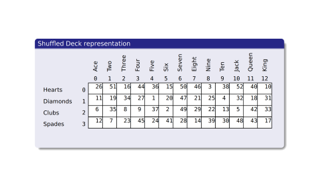 Shuffled Deck representation
Ace Two Three Four Five Six Seven Eight Nine Ten Jack Queen King
0 1 2 3 4 5 6 7 8 9 10 11 12
Hearts 0 26 51 16 44 36 15 50 46 3 38 52 40 10
Diamonds 1 11 19 34 27 1 20 47 21 25 4 32 18 31
Clubs 2 6 35 8 9 37 2 49 29 22 13 5 42 33
Spades 3 12 7 23 45 24 41 28 14 39 30 48 43 17